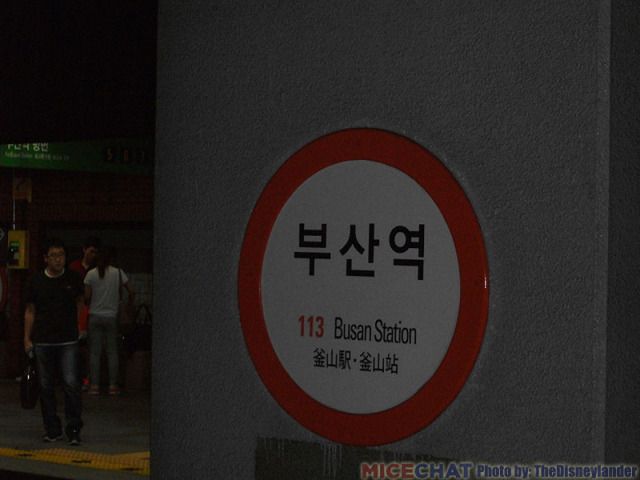 부산역
113 Busan Station
釜山駅·釜山站
MICECHAT Photo by: TheDisneylander